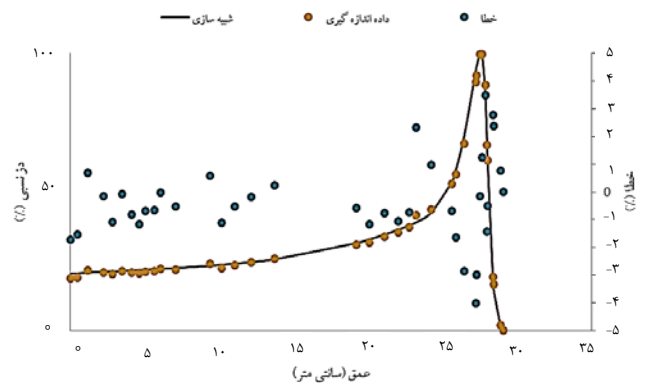 شبیه سازی داده اندازه گیری خطا
۱۰۰
۵۰
۰
دز نسبی (٪)
۵
۴
۳
۲
۱
۰
-۱
-۲
-۳
-۴
-۵
خطا (٪)
۰ ۵ ۱۰ ۱۵ ۲۰ ۲۵ ۳۰ ۳۵
عمق (سانتی متر)